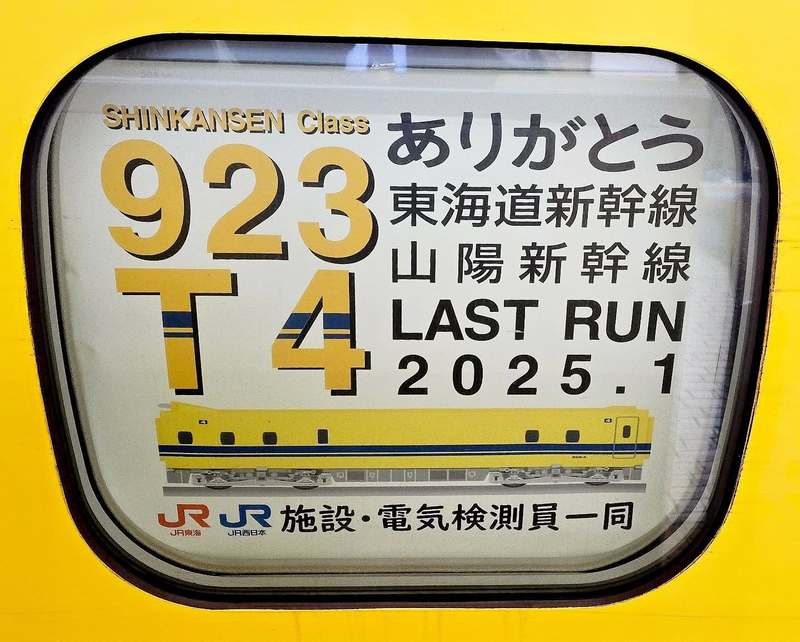 SHINKANSEN Class
923
T4
ありがとう
東海道新幹線
山陽新幹線
LAST RUN
2025.1
4 4
JR JR 施設・電気検測員一同
JR東海 JR西日本